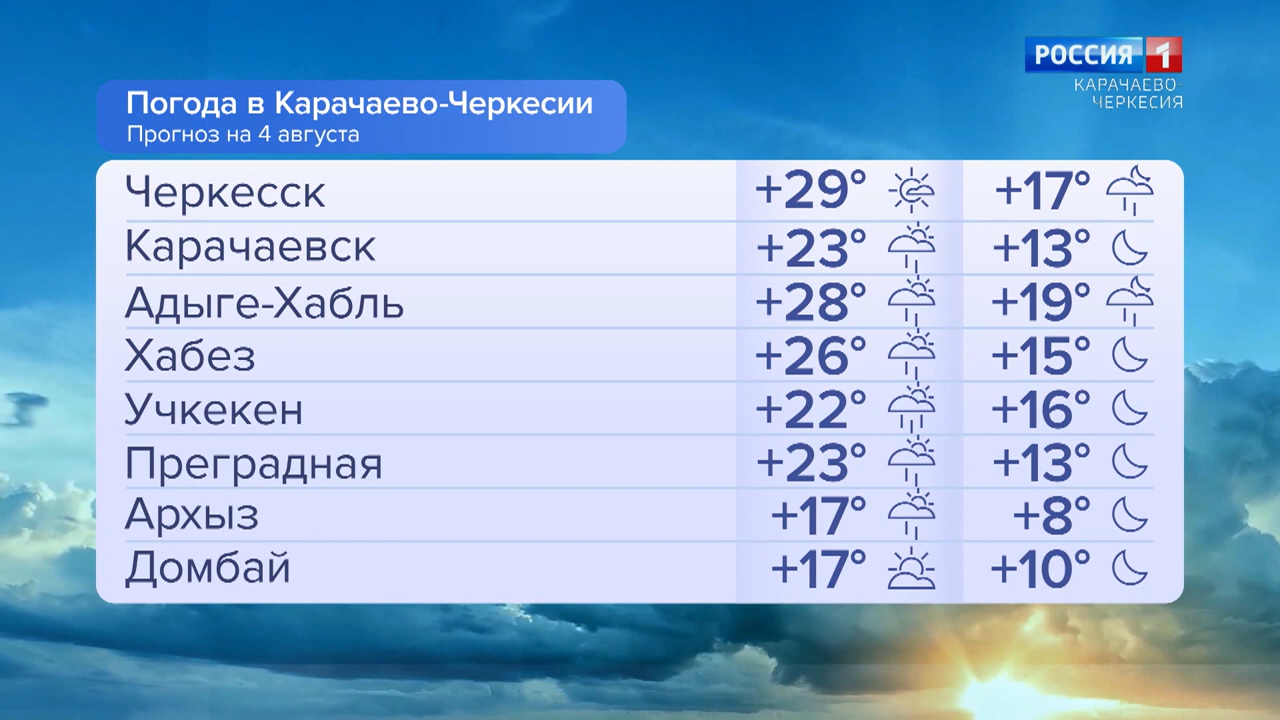 РОССИЯ 1
КАРАЧАЕВО-
ЧЕРКЕСИЯ
Погода в Карачаево-Черкесии
Прогноз на 4 августа
Черкесск +29° +17°
Карачаевск +23° +13°
Адыге-Хабль +28° +19°
Хабез +26° +15°
Учкекен +22° +16°
Преградная +23° +13°
Архыз +17° +8°
Домбай +17° +10°